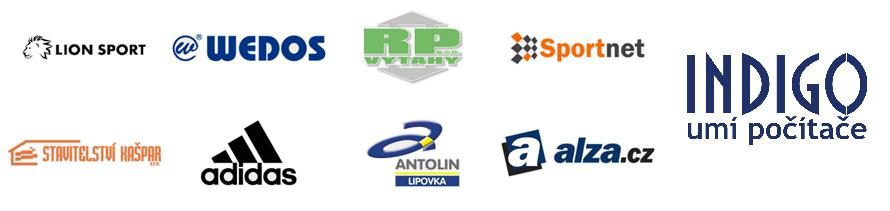 LION SPORT
@® WEDOS
RP
s.r.o.
VÝTAHY
Sportnet
INDIGO
umí počítače
STAVITELSTVÍ KAŠPAR
s.r.o.
adidas
ANTOLIN
LIPOVKA
a alza.cz